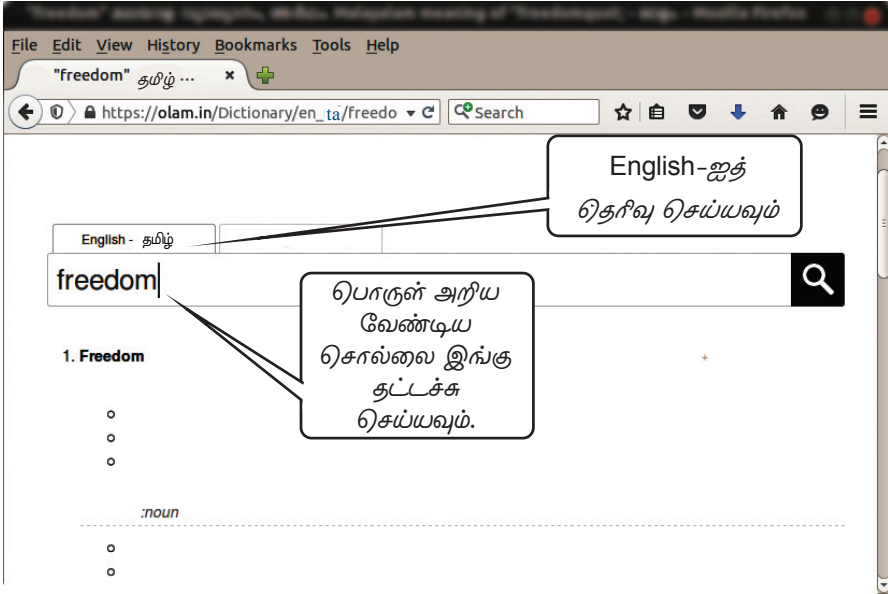 File Edit View History Bookmarks Tools Help
"freedom" தமிழ் ...
https://olam.in/Dictionary/en_ta/freedo Search
English-ஐத்
தெரிவு செய்யவும்
English - தமிழ்
freedom
பொருள் அறிய
வேண்டிய
சொல்லை இங்கு
தட்டச்சு
செய்யவும்.
1. Freedom
:noun